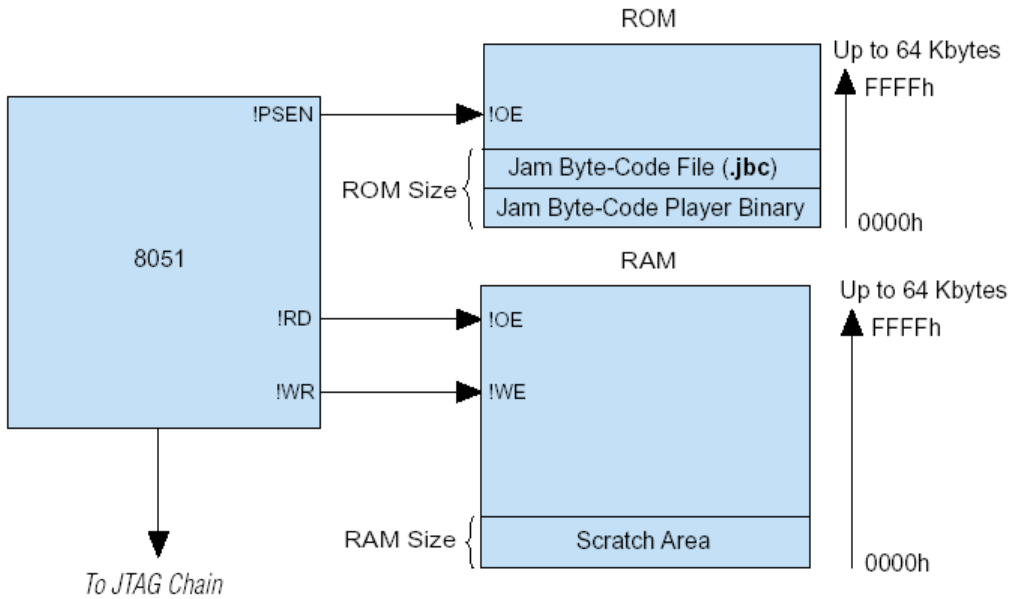 ROM
Up to 64 Kbytes
FFFFh
!PSEN
!OE
Jam Byte-Code File (.jbc)
ROM Size
Jam Byte-Code Player Binary
0000h
8051
RAM
Up to 64 Kbytes
!RD
!OE
FFFFh
!WR
!WE
RAM Size
Scratch Area
0000h
To JTAG Chain